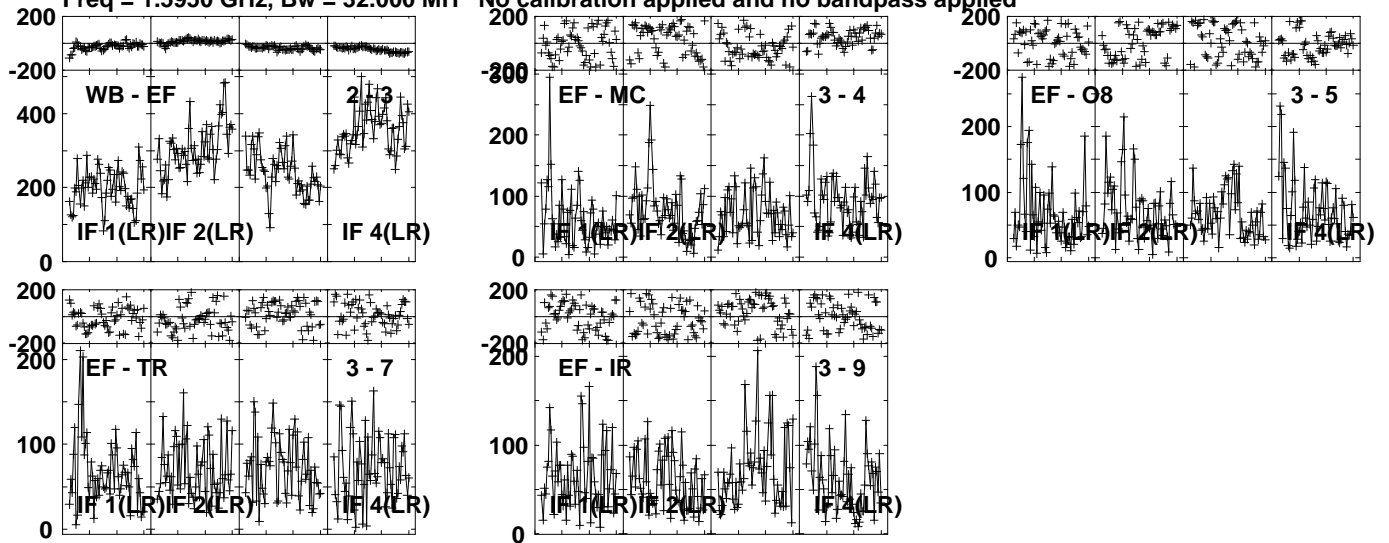 Freq = 1.5950 GHz, Bw = 32.000 MH No calibration applied and no bandpass applied
200
-200
WB - EF 2 - 3
400
200
0
IF 1(LR) IF 2(LR) IF 4(LR)
200
-200
300
EF - MC 3 - 4
200
100
0
IF 1(LR) IF 2(LR) IF 4(LR)
200
-200
EF - O8 3 - 5
200
100
0
IF 1(LR) IF 2(LR) IF 4(LR)
200
-200
200
EF - TR 3 - 7
100
0
IF 1(LR) IF 2(LR) IF 4(LR)
200
-200
200
EF - IR 3 - 9
100
0
IF 1(LR) IF 2(LR) IF 4(LR)